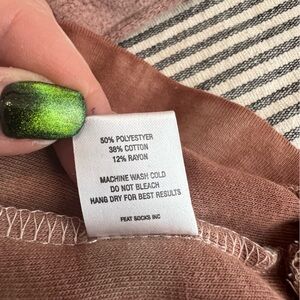 50% POLYESTYER
38% COTTON
12% RAYON
MACHINE WASH COLD
DO NOT BLEACH
HANG DRY FOR BEST RESULTS
FEAT SOCKS INC